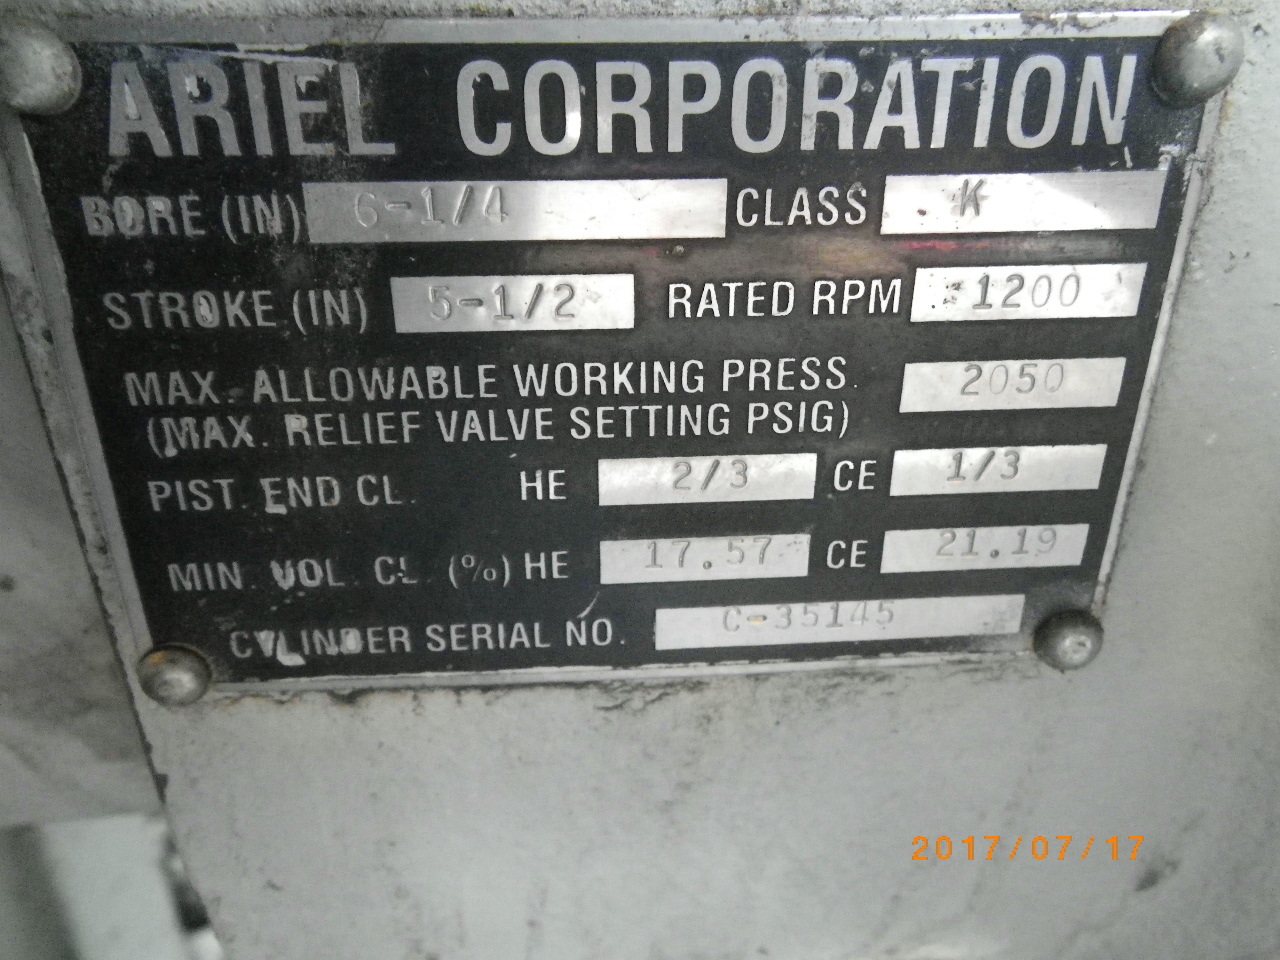 ARIEL CORPORATION
BORE (IN) 6-1/4 CLASS K
STROKE (IN) 5-1/2 RATED RPM 1200
MAX. ALLOWABLE WORKING PRESS. 2050
(MAX. RELIEF VALVE SETTING PSIG)
PIST. END CL. HE 2/3 CE 1/3
MIN. VOL. CL. (%) HE 17.57 CE 21.19
CYLINDER SERIAL NO. C-35145
2017/07/17